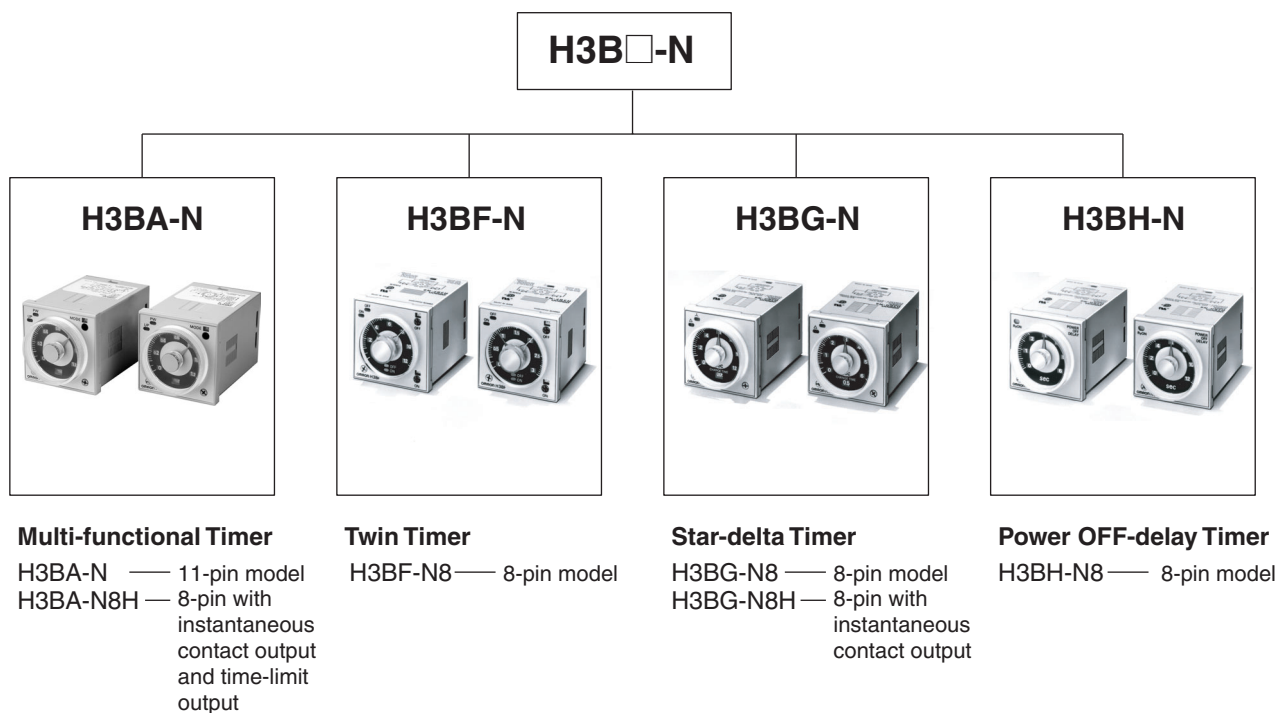 H3B□-N
H3BA-N
H3BF-N
H3BG-N
H3BH-N
Multi-functional Timer
H3BA-N — 11-pin model
H3BA-N8H — 8-pin with
instantaneous
contact output
and time-limit
output
Twin Timer
H3BF-N8 — 8-pin model
Star-delta Timer
H3BG-N8 — 8-pin model
H3BG-N8H — 8-pin with
instantaneous
contact output
Power OFF-delay Timer
H3BH-N8 — 8-pin model